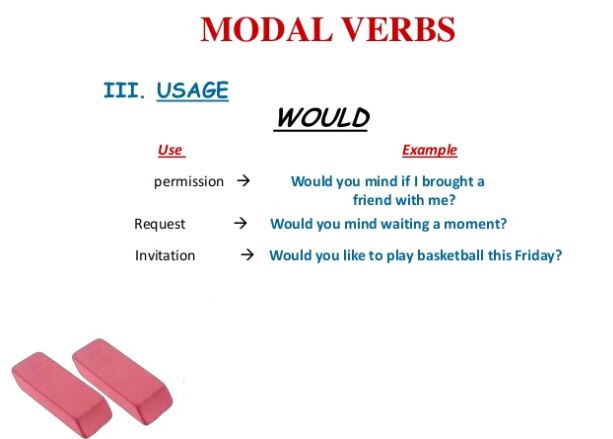 MODAL VERBS
III. USAGE
WOULD
Use Example
permission → Would you mind if I brought a
friend with me?
Request → Would you mind waiting a moment?
Invitation → Would you like to play basketball this Friday?